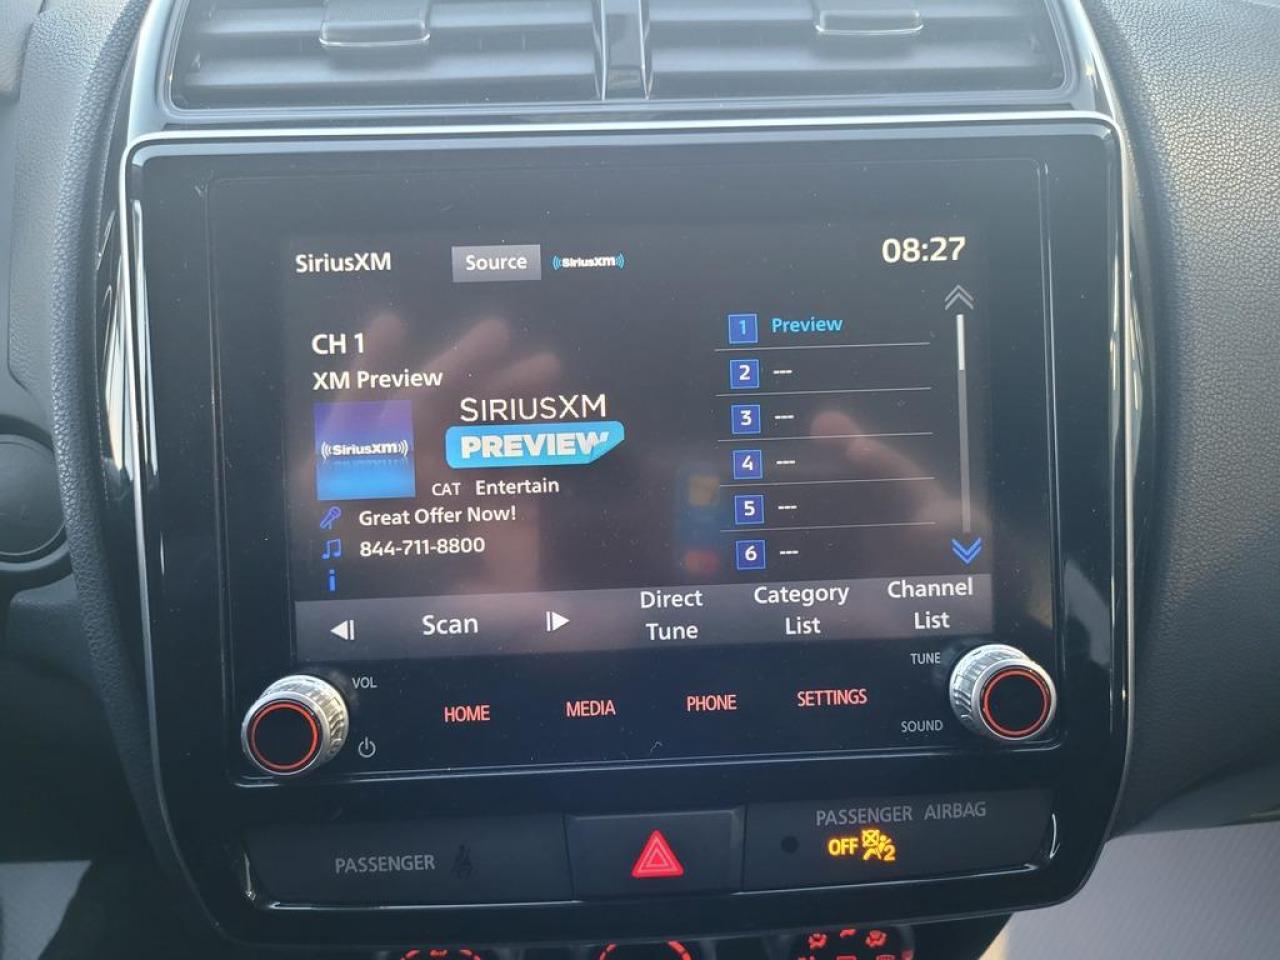 SiriusXM Source ((SiriusXM)) 08:27
CH 1
XM Preview
((SiriusXM))
SIRIUSXM
PREVIEW
CAT Entertain
Great Offer Now!
844-711-8800
1 Preview
2 ---
3 ---
4 ---
5 ---
6 ---
Scan
Direct
Tune
Category
List
Channel
List
VOL
TUNE
SOUND
HOME MEDIA PHONE SETTINGS
PASSENGER
PASSENGER AIRBAG
OFF 2